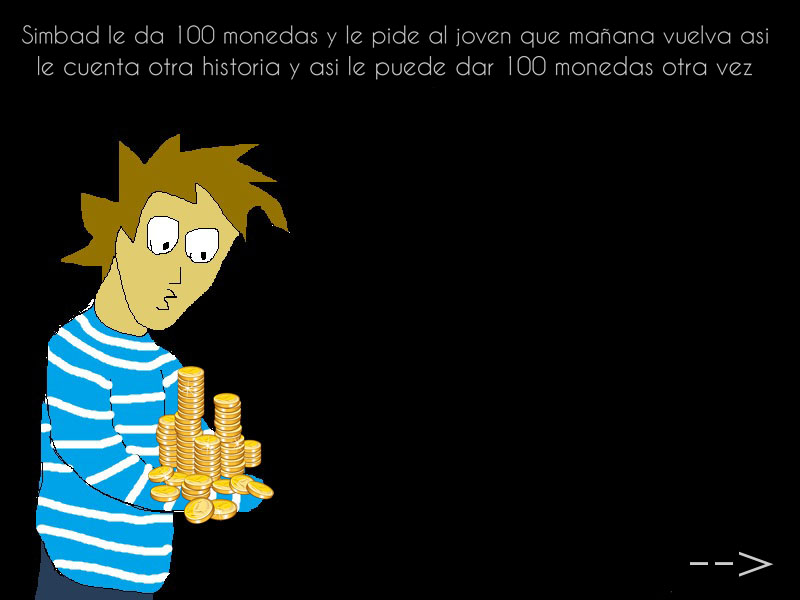 Simbad le da 100 monedas y le pide al joven que mañana vuelva asi
le cuenta otra historia y asi le puede dar 100 monedas otra vez
-->